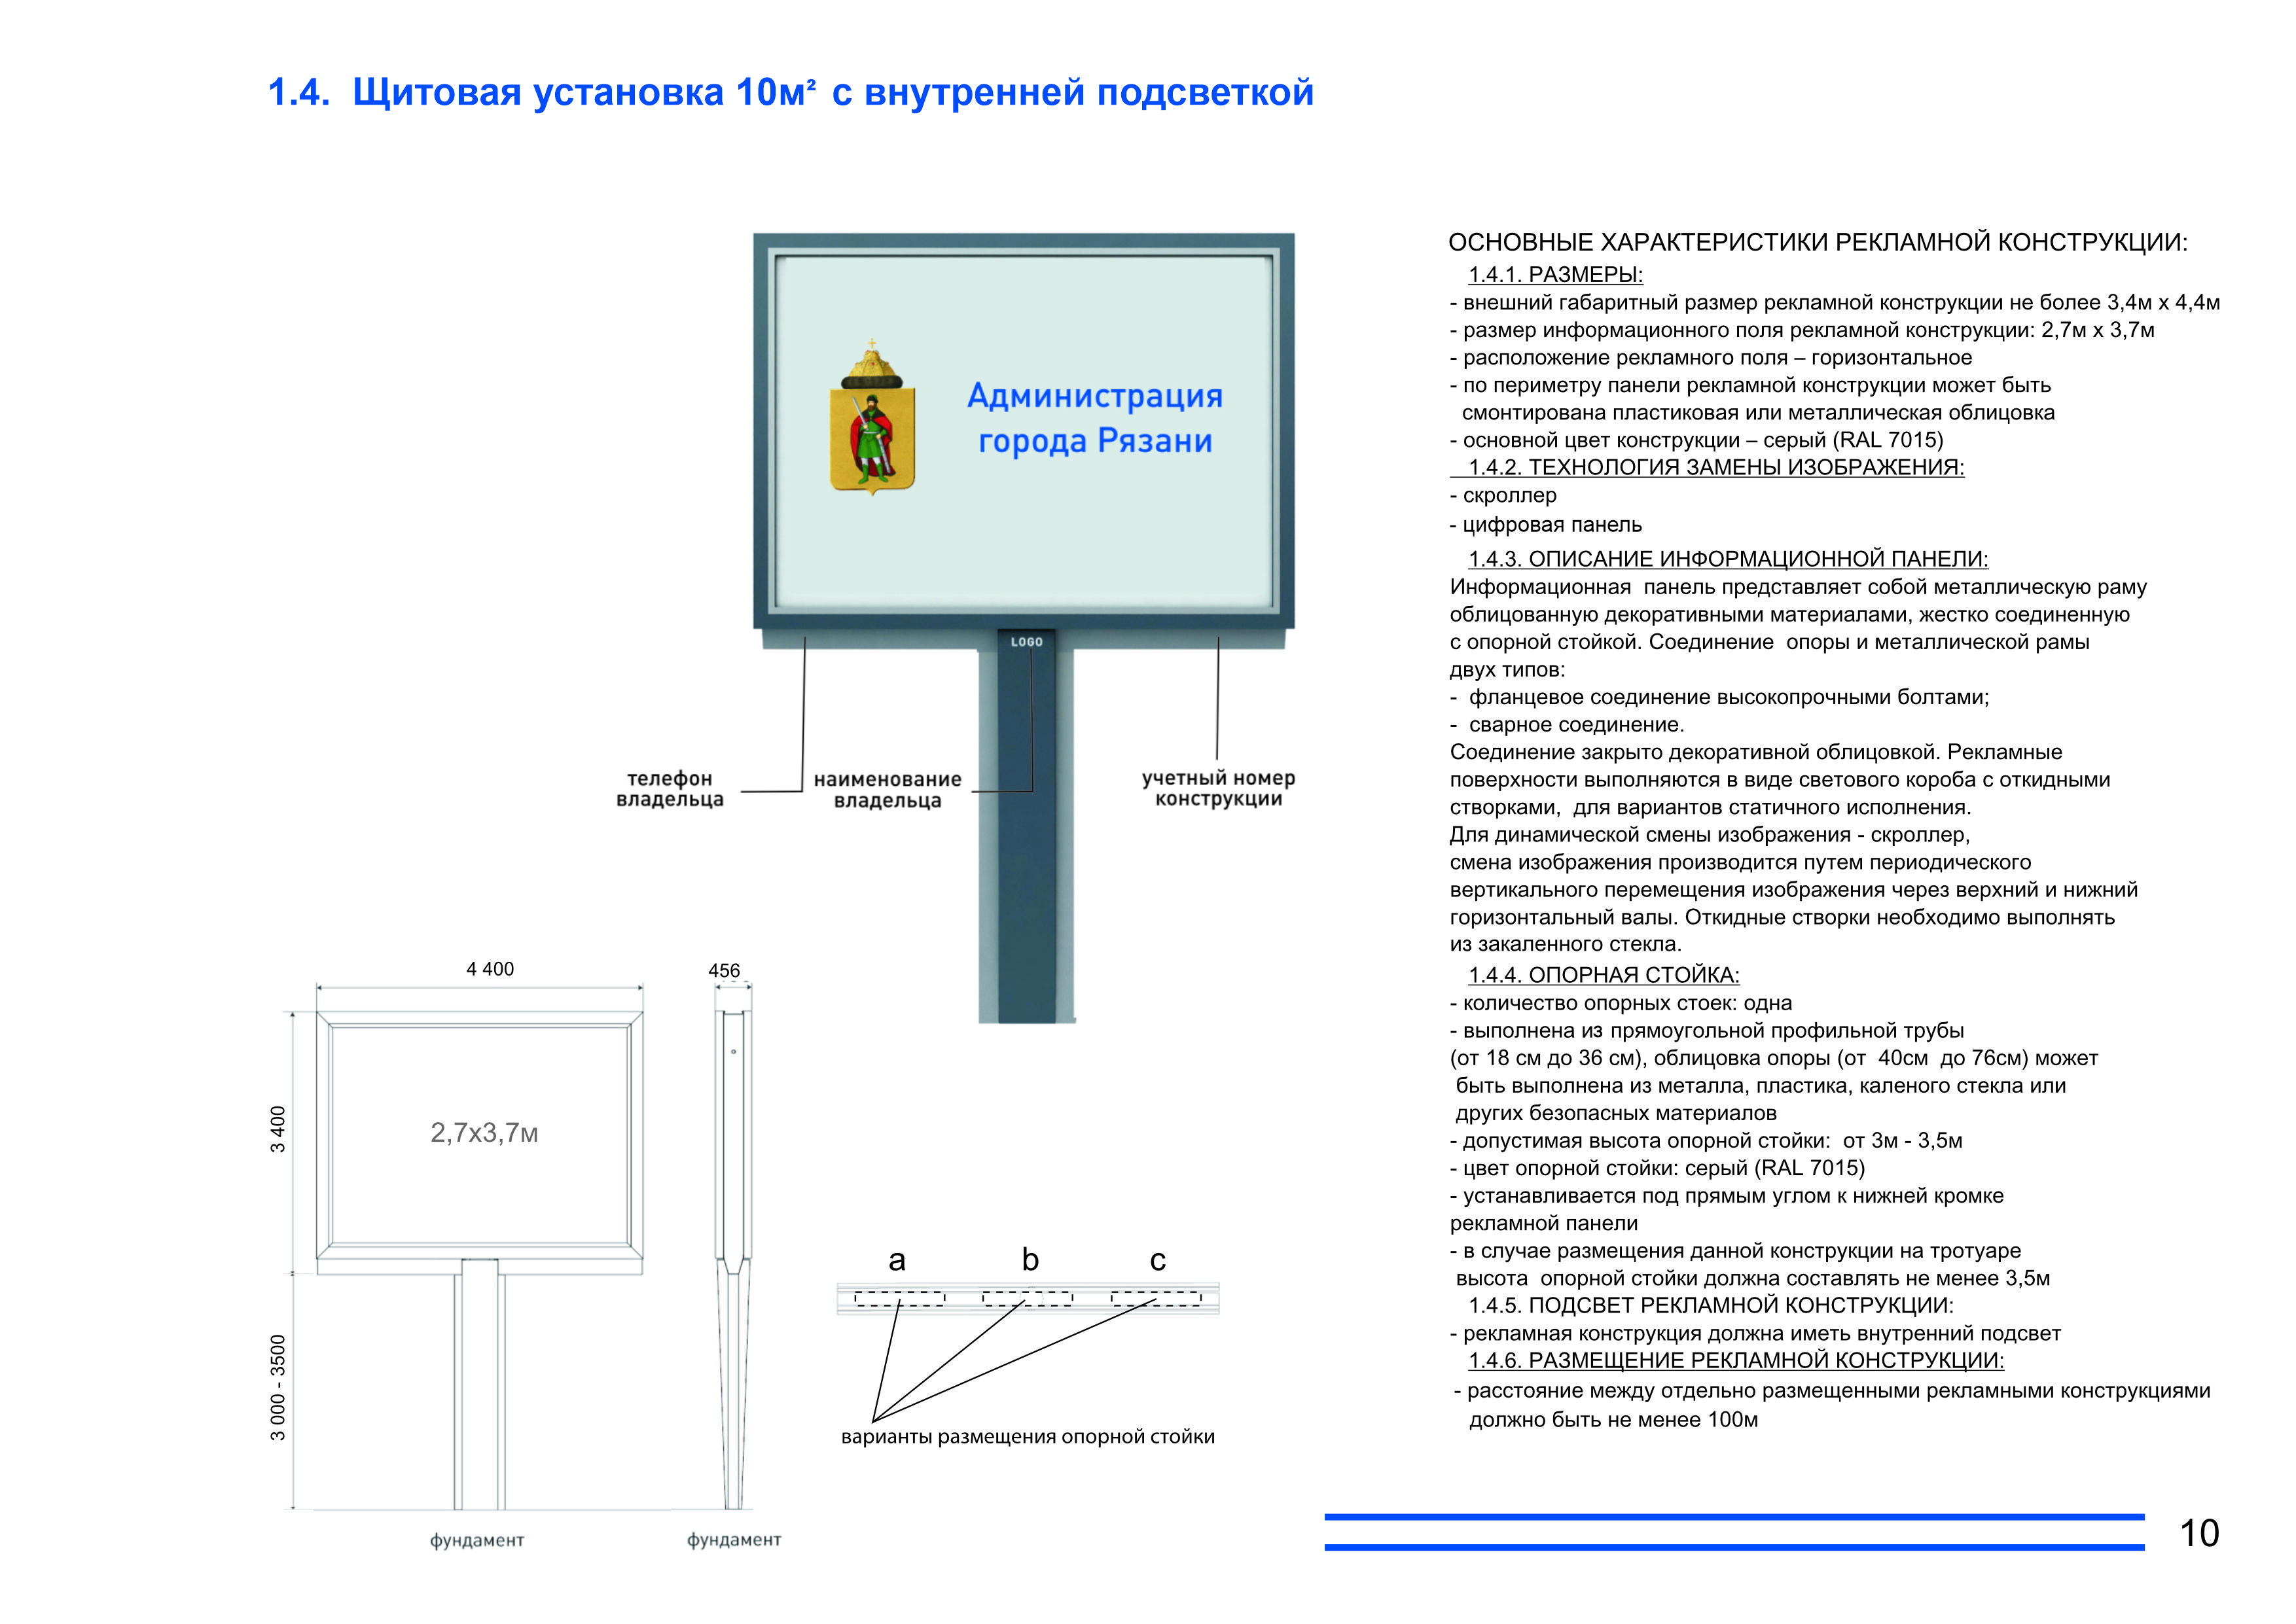 1.4. Щитовая установка 10м² с внутренней подсветкой
Администрация
города Рязани
LOGO
телефон
владельца
наименование
владельца
учетный номер
конструкции
4 400
456
3 400
2,7х3,7м
3 000 - 3500
фундамент
фундамент
a b c
варианты размещения опорной стойки
ОСНОВНЫЕ ХАРАКТЕРИСТИКИ РЕКЛАМНОЙ КОНСТРУКЦИИ:
1.4.1. РАЗМЕРЫ:
- внешний габаритный размер рекламной конструкции не более 3,4м х 4,4м
- размер информационного поля рекламной конструкции: 2,7м х 3,7м
- расположение рекламного поля – горизонтальное
- по периметру панели рекламной конструкции может быть
смонтирована пластиковая или металлическая облицовка
- основной цвет конструкции – серый (RAL 7015)
1.4.2. ТЕХНОЛОГИЯ ЗАМЕНЫ ИЗОБРАЖЕНИЯ:
- скроллер
- цифровая панель
1.4.3. ОПИСАНИЕ ИНФОРМАЦИОННОЙ ПАНЕЛИ:
Информационная панель представляет собой металлическую раму
облицованную декоративными материалами, жестко соединенную
с опорной стойкой. Соединение опоры и металлической рамы
двух типов:
- фланцевое соединение высокопрочными болтами;
- сварное соединение.
Соединение закрыто декоративной облицовкой. Рекламные
поверхности выполняются в виде светового короба с откидными
створками, для вариантов статичного исполнения.
Для динамической смены изображения - скроллер,
смена изображения производится путем периодического
вертикального перемещения изображения через верхний и нижний
горизонтальный валы. Откидные створки необходимо выполнять
из закаленного стекла.
1.4.4. ОПОРНАЯ СТОЙКА:
- количество опорных стоек: одна
- выполнена из прямоугольной профильной трубы
(от 18 см до 36 см), облицовка опоры (от 40см до 76см) может
быть выполнена из металла, пластика, каленого стекла или
других безопасных материалов
- допустимая высота опорной стойки: от 3м - 3,5м
- цвет опорной стойки: серый (RAL 7015)
- устанавливается под прямым углом к нижней кромке
рекламной панели
- в случае размещения данной конструкции на тротуаре
высота опорной стойки должна составлять не менее 3,5м
1.4.5. ПОДСВЕТ РЕКЛАМНОЙ КОНСТРУКЦИИ:
- рекламная конструкция должна иметь внутренний подсвет
1.4.6. РАЗМЕЩЕНИЕ РЕКЛАМНОЙ КОНСТРУКЦИИ:
- расстояние между отдельно размещенными рекламными конструкциями
должно быть не менее 100м
10